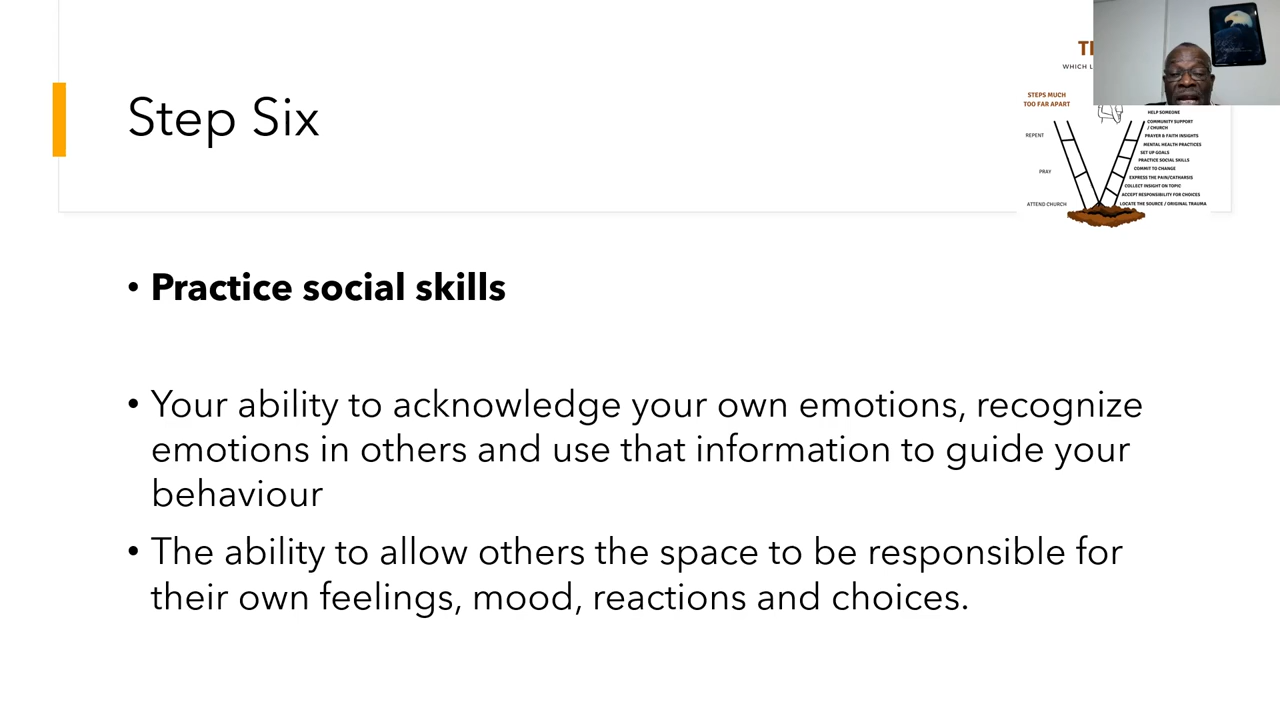 Step Six
WHICH L
STEPS MUCH
TOO FAR APART
REPENT
PRAY
ATTEND CHURCH
HELP SOMEONE
COMMUNITY SUPPORT
/ CHURCH
PRAYER & FAITH INSIGHTS
MENTAL HEALTH PRACTICES
SET UP GOALS
PRACTICE SOCIAL SKILLS
COMMIT TO CHANGE
EXPRESS THE PAIN/CATHARSIS
COLLECT INSIGHT ON TOPIC
ACCEPT RESPONSIBILITY FOR CHOICES
LOCATE THE SOURCE / ORIGINAL TRAUMA
• Practice social skills
• Your ability to acknowledge your own emotions, recognize
emotions in others and use that information to guide your
behaviour
• The ability to allow others the space to be responsible for
their own feelings, mood, reactions and choices.